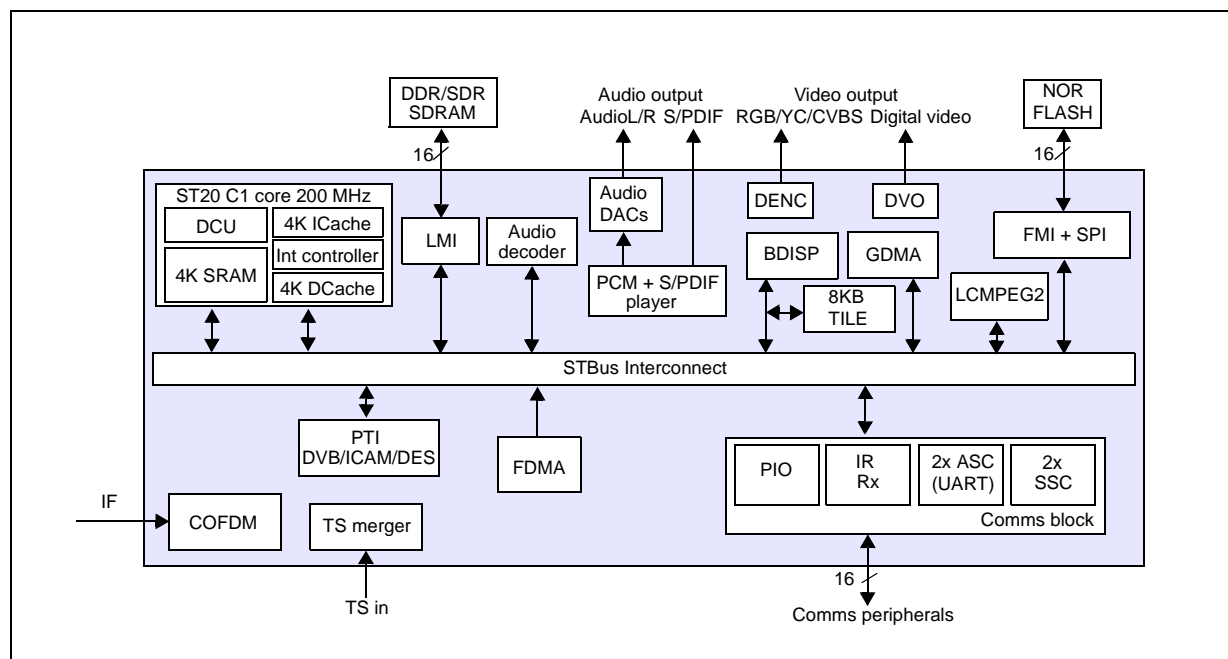 DDR/SDR
SDRAM
Audio output
AudioL/R S/PDIF
Video output
RGB/YC/CVBS Digital video
NOR
FLASH
16
16
ST20 C1 core 200 MHz
DCU
4K ICache
Int controller
4K SRAM
4K DCache
LMI
Audio
decoder
Audio
DACs
PCM + S/PDIF
player
DENC
DVO
BDISP
GDMA
8KB
TILE
FMI + SPI
LCMPEG2
STBus Interconnect
PTI
DVB/ICAM/DES
FDMA
PIO
IR
Rx
2x ASC
(UART)
2x
SSC
Comms block
IF
COFDM
TS merger
16
TS in
Comms peripherals